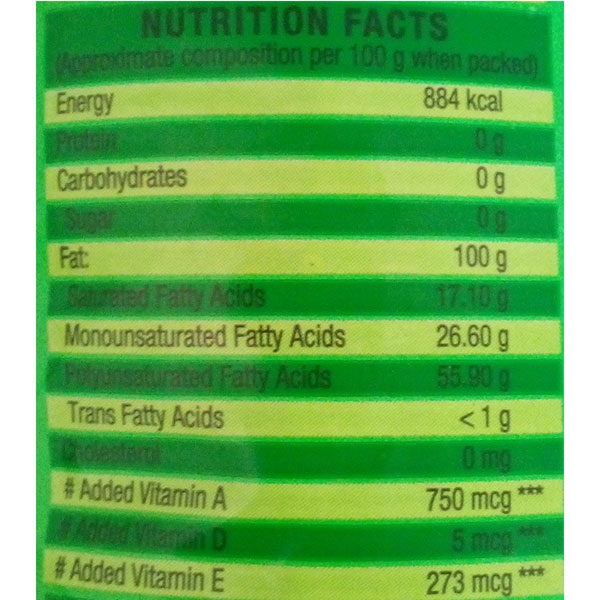 NUTRITION FACTS
(Approximate composition per 100 g when packed)
Energy 884 kcal
Protein 0 g
Carbohydrates 0 g
Sugar 0 g
Fat: 100 g
Saturated Fatty Acids 17.10 g
Monounsaturated Fatty Acids 26.60 g
Polyunsaturated Fatty Acids 55.90 g
Trans Fatty Acids < 1 g
Cholesterol 0 mg
# Added Vitamin A 750 mcg ***
# Added Vitamin D 5 mcg ***
# Added Vitamin E 273 mcg ***